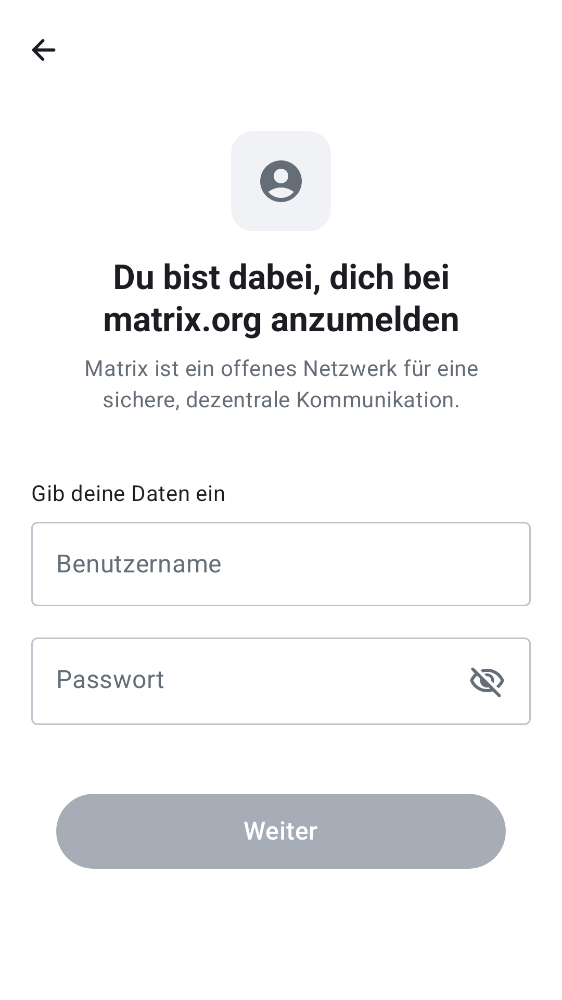 Du bist dabei, dich bei
matrix.org anzumelden
Matrix ist ein offenes Netzwerk für eine
sichere, dezentrale Kommunikation.
Gib deine Daten ein
Benutzername
Passwort
Weiter